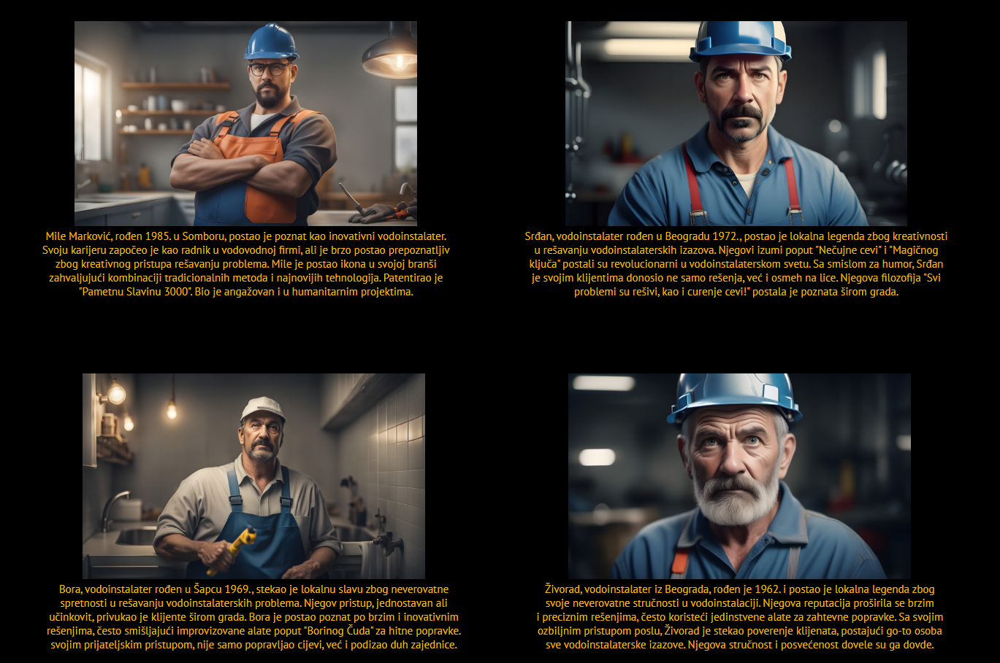 Mile Marković, rođen 1985. u Somboru, postao je poznat kao inovativni vodoinstalater.
Svoju karijeru započeo je kao radnik u vodovodnoj firmi, ali je brzo postao prepoznatljiv
zbog kreativnog pristupa rešavanju problema. Mile je postao ikona u svojoj branši
zahvaljujući kombinaciji tradicionalnih metoda i najnovijih tehnologija. Patentirao je
"Pametnu Slavinu 3000". Bio je angažovan i u humanitarnim projektima.
Srđan, vodoinstalater rođen u Beogradu 1972., postao je lokalna legenda zbog kreativnosti
u rešavanju vodoinstalaterskih izazova. Njegovi izumi poput "Nečujne cevi" i "Magičnog
ključa" postali su revolucionarni u vodoinstalaterskom svetu. Sa smislom za humor, Srđan
je svojim klijentima donosio ne samo rešenja, već i osmeh na lice. Njegova filozofija "Svi
problemi su rešivi, kao i curenje cevi!" postala je poznata širom grada.
Bora, vodoinstalater rođen u Šapcu 1969., stekao je lokalnu slavu zbog neverovatne
spretnosti u rešavanju vodoinstalaterskih problema. Njegov pristup, jednostavan ali
učinkovit, privukao je klijente širom grada. Bora je postao poznat po brzim i inovativnim
rešenjima, često smišljajući improvizovane alate poput "Borinog Čuda" za hitne popravke.
svojim prijateljskim pristupom, nije samo popravljao cijevi, već i podizao duh zajednice.
Živorad, vodoinstalater iz Beograda, rođen je 1962. i postao je lokalna legenda zbog
svoje neverovatne stručnosti u vodoinstalaciji. Njegova reputacija proširila se brzim
i preciznim rešenjima, često koristeći jedinstvene alate za zahtevne popravke. Sa svojim
ozbiljnim pristupom poslu, Živorad je stekao poverenje klijenata, postajući go-to osoba
sve vodoinstalaterske izazove. Njegova stručnost i posvećenost dovele su ga dovde.